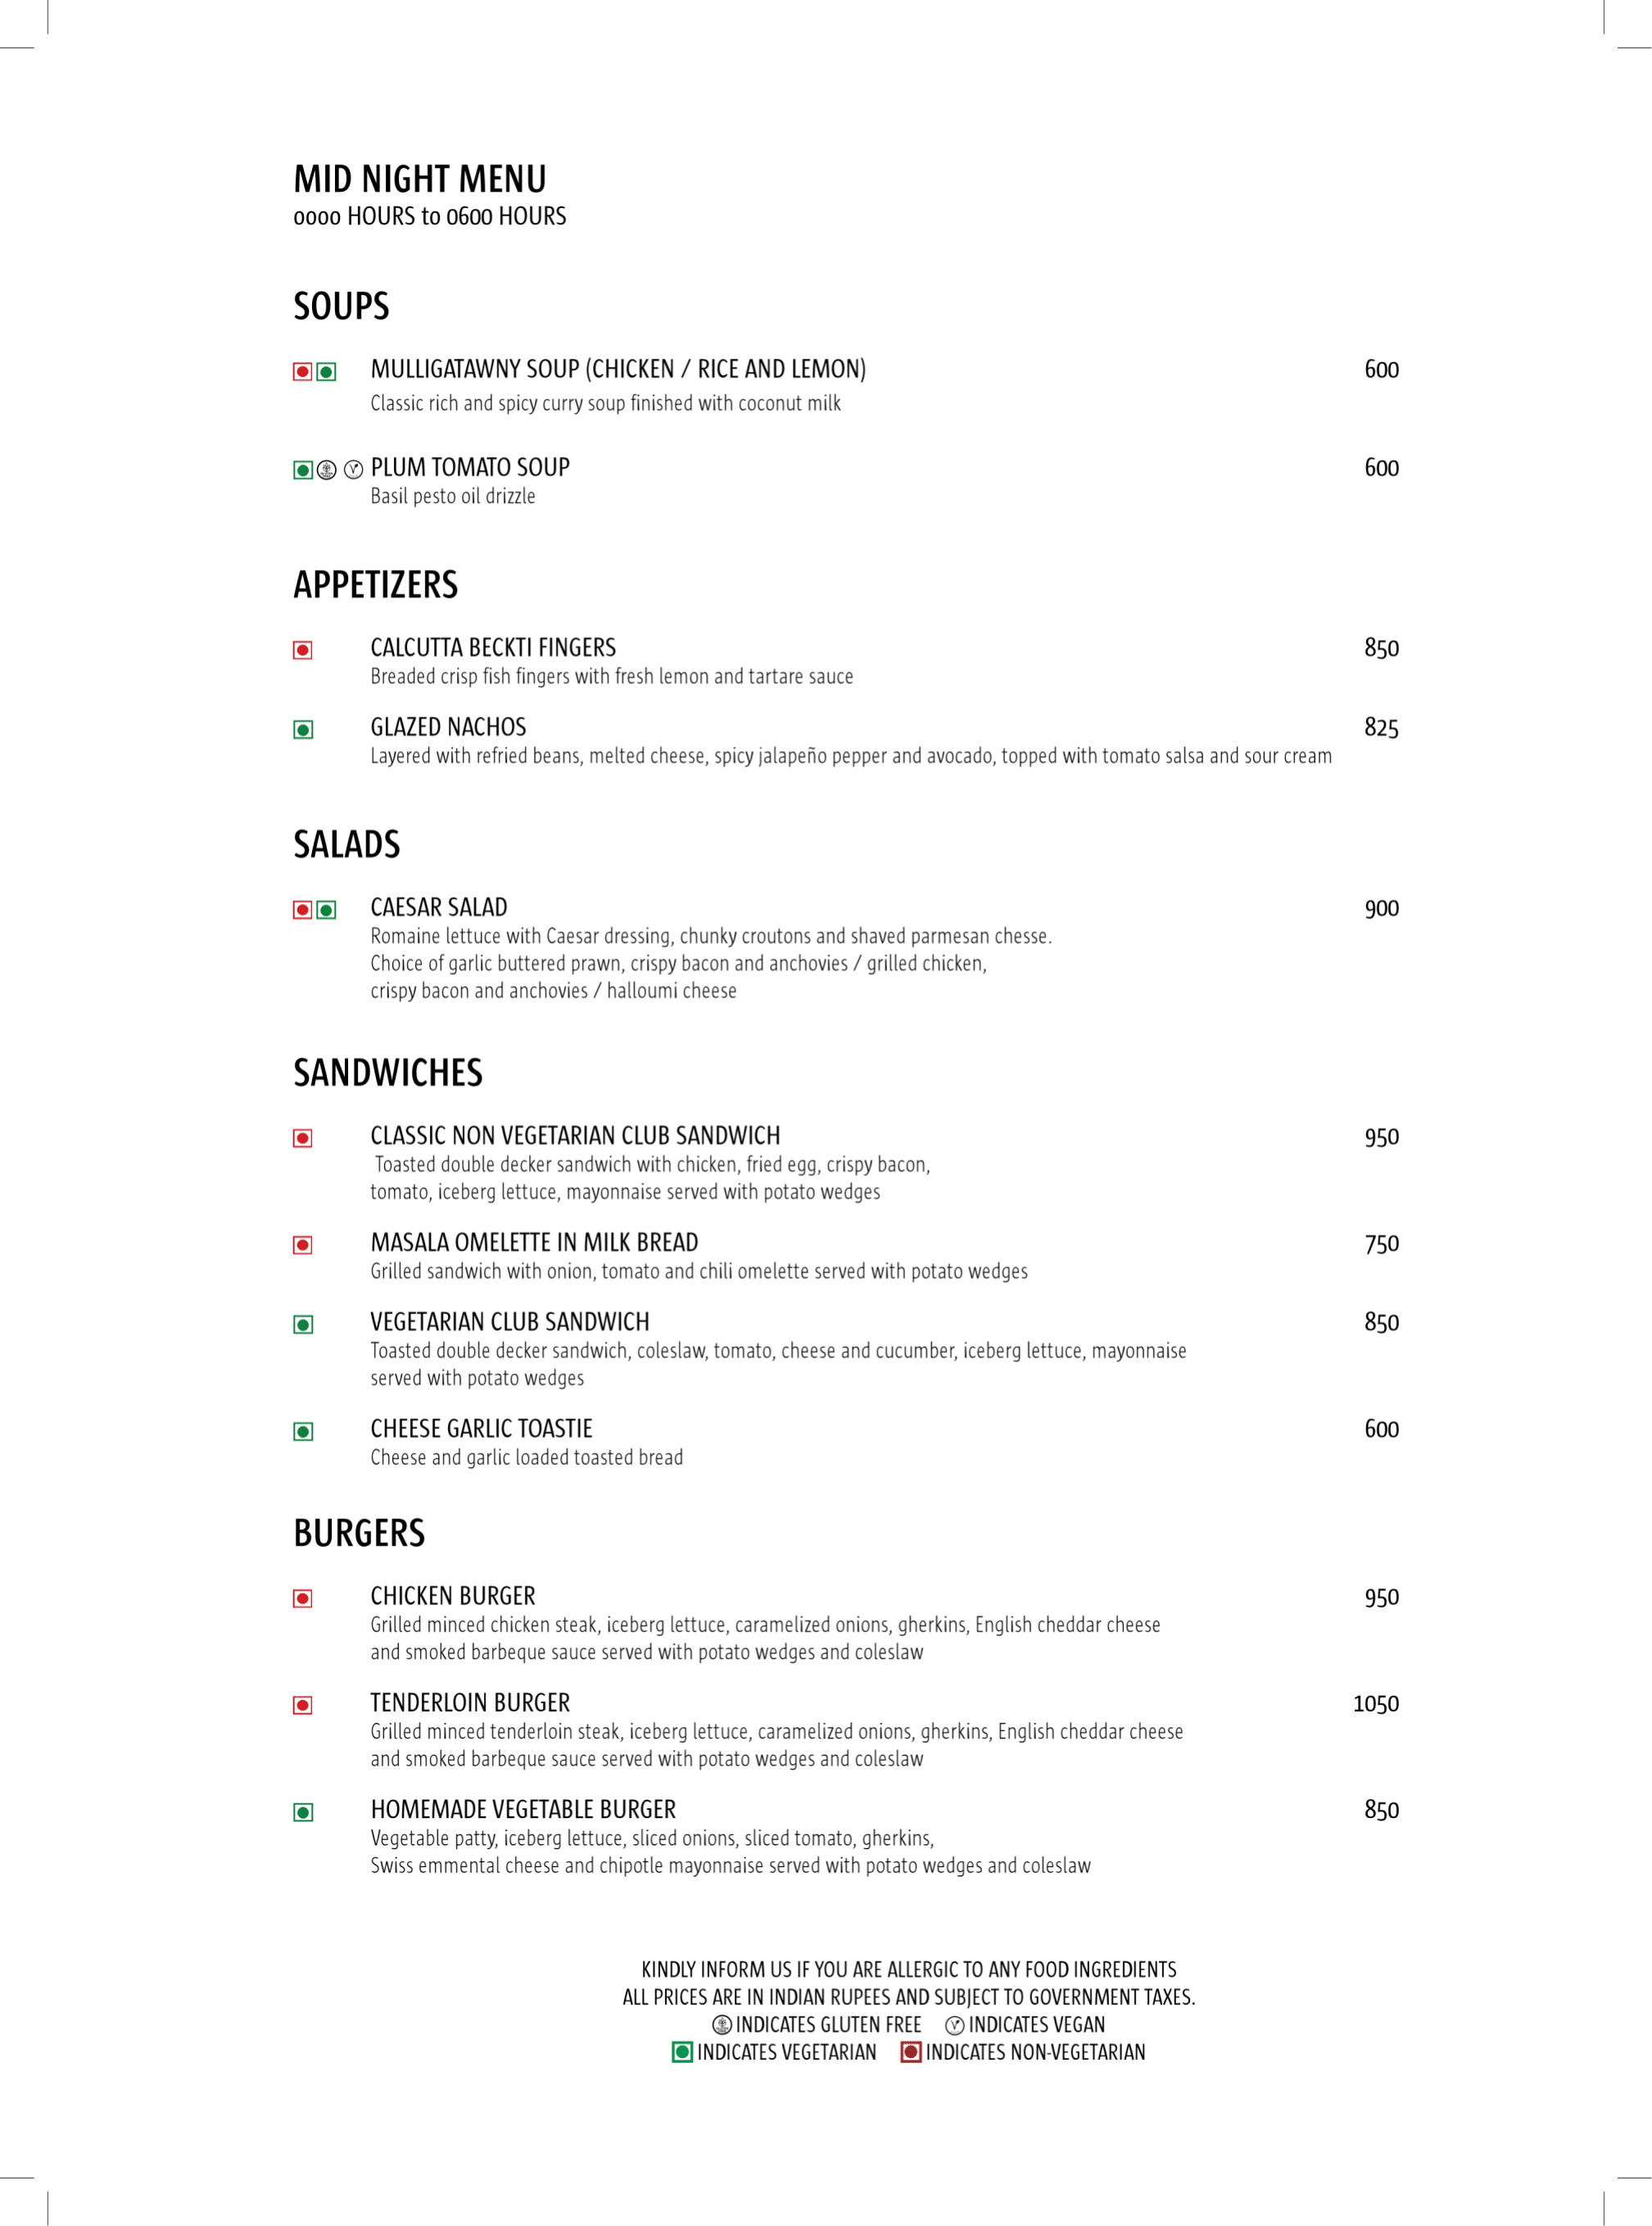 MID NIGHT MENU
0000 HOURS to 0600 HOURS
SOUPS
MULLIGATAWNY SOUP (CHICKEN / RICE AND LEMON) 600
Classic rich and spicy curry soup finished with coconut milk
PLUM TOMATO SOUP 600
Basil pesto oil drizzle
APPETIZERS
CALCUTTA BECKTI FINGERS 850
Breaded crisp fish fingers with fresh lemon and tartare sauce
GLAZED NACHOS 825
Layered with refried beans, melted cheese, spicy jalapeño pepper and avocado, topped with tomato salsa and sour cream
SALADS
CAESAR SALAD 900
Romaine lettuce with Caesar dressing, chunky croutons and shaved parmesan chesse.
Choice of garlic buttered prawn, crispy bacon and anchovies / grilled chicken,
crispy bacon and anchovies / halloumi cheese
SANDWICHES
CLASSIC NON VEGETARIAN CLUB SANDWICH 950
Toasted double decker sandwich with chicken, fried egg, crispy bacon,
tomato, iceberg lettuce, mayonnaise served with potato wedges
MASALA OMELETTE IN MILK BREAD 750
Grilled sandwich with onion, tomato and chili omelette served with potato wedges
VEGETARIAN CLUB SANDWICH 850
Toasted double decker sandwich, coleslaw, tomato, cheese and cucumber, iceberg lettuce, mayonnaise
served with potato wedges
CHEESE GARLIC TOASTIE 600
Cheese and garlic loaded toasted bread
BURGERS
CHICKEN BURGER 950
Grilled minced chicken steak, iceberg lettuce, caramelized onions, gherkins, English cheddar cheese
and smoked barbeque sauce served with potato wedges and coleslaw
TENDERLOIN BURGER 1050
Grilled minced tenderloin steak, iceberg lettuce, caramelized onions, gherkins, English cheddar cheese
and smoked barbeque sauce served with potato wedges and coleslaw
HOMEMADE VEGETABLE BURGER 850
Vegetable patty, iceberg lettuce, sliced onions, sliced tomato, gherkins,
Swiss emmental cheese and chipotle mayonnaise served with potato wedges and coleslaw
KINDLY INFORM US IF YOU ARE ALLERGIC TO ANY FOOD INGREDIENTS
ALL PRICES ARE IN INDIAN RUPEES AND SUBJECT TO GOVERNMENT TAXES.
INDICATES GLUTEN FREE INDICATES VEGAN
INDICATES VEGETARIAN INDICATES NON-VEGETARIAN